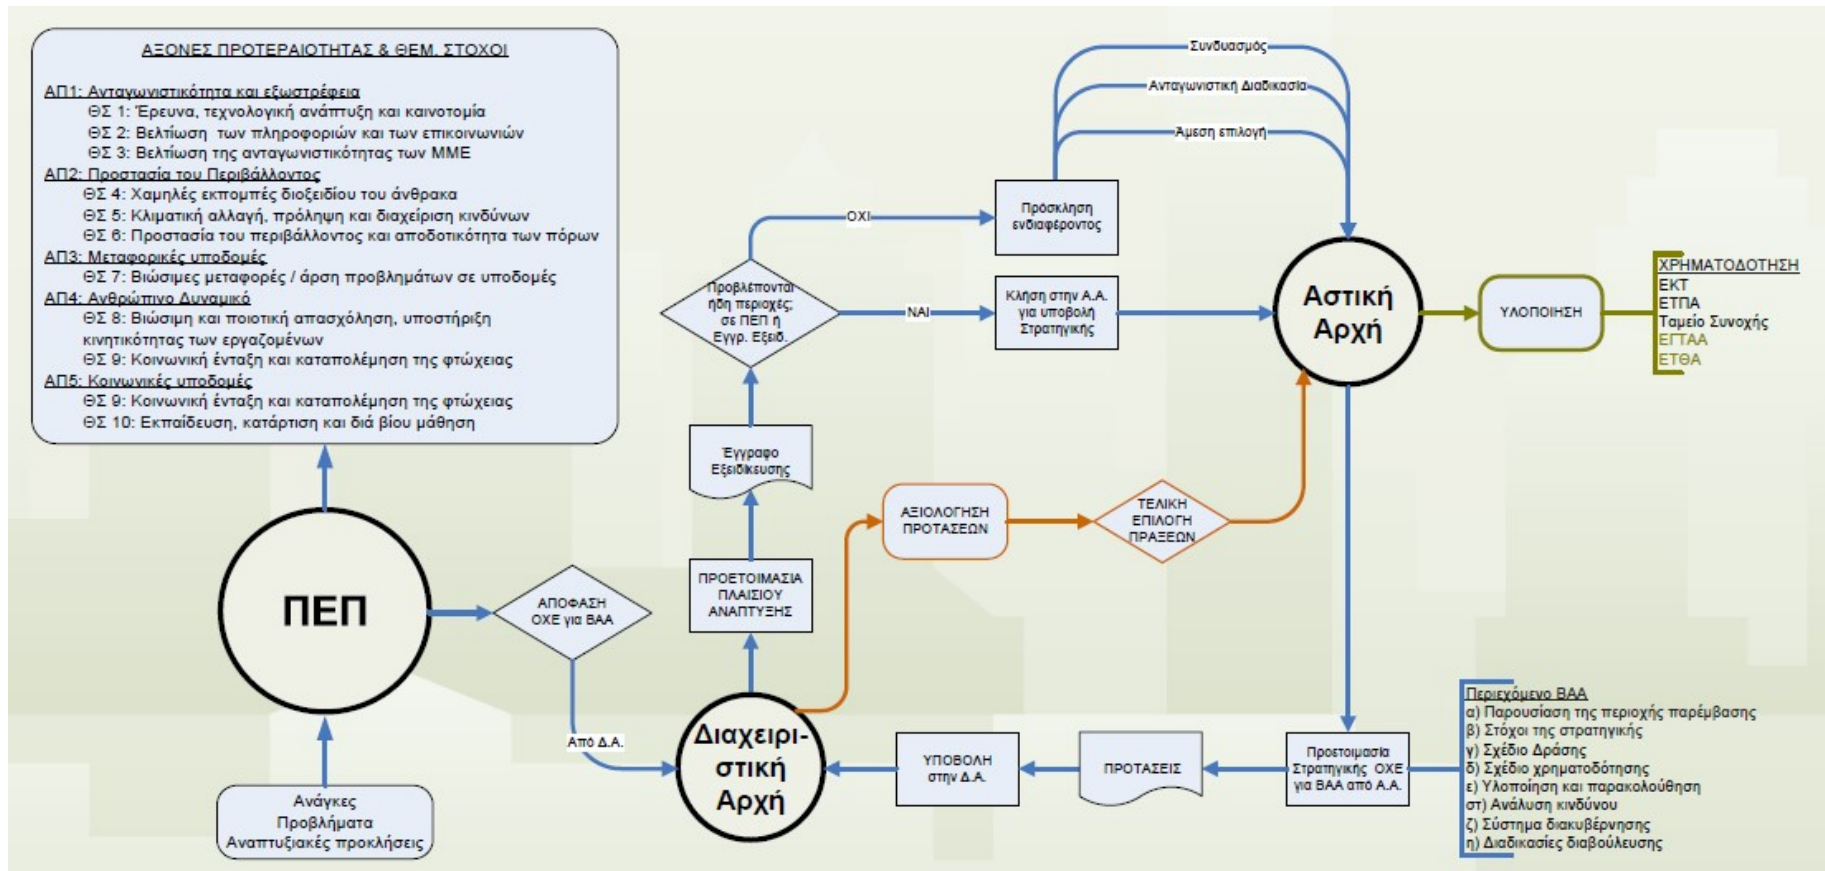 ΑΞΟΝΕΣ ΠΡΟΤΕΡΑΙΟΤΗΤΑΣ & ΘΕΜ. ΣΤΟΧΟΙ
ΑΠ1: Ανταγωνιστικότητα και εξωστρέφεια
ΘΣ 1: Έρευνα, τεχνολογική ανάπτυξη και καινοτομία
ΘΣ 2: Βελτίωση των πληροφοριών και των επικοινωνιών
ΘΣ 3: Βελτίωση της ανταγωνιστικότητας των ΜΜΕ
ΑΠ2: Προστασία του Περιβάλλοντος
ΘΣ 4: Χαμηλές εκπομπές διοξειδίου του άνθρακα
ΘΣ 5: Κλιματική αλλαγή, πρόληψη και διαχείριση κινδύνων
ΘΣ 6: Προστασία του περιβάλλοντος και αποδοτικότητα των πόρων
ΑΠ3: Μεταφορικές υποδομές
ΘΣ 7: Βιώσιμες μεταφορές / άρση προβλημάτων σε υποδομές
ΑΠ4: Ανθρώπινο Δυναμικό
ΘΣ 8: Βιώσιμη και ποιοτική απασχόληση, υποστήριξη
κινητικότητας των εργαζομένων
ΘΣ 9: Κοινωνική ένταξη και καταπολέμηση της φτώχειας
ΑΠ5: Κοινωνικές υποδομές
ΘΣ 9: Κοινωνική ένταξη και καταπολέμηση της φτώχειας
ΘΣ 10: Εκπαίδευση, κατάρτιση και διά βίου μάθηση
ΠΕΠ
Ανάγκες
Προβλήματα
Αναπτυξιακές προκλήσεις
ΑΠΟΦΑΣΗ
ΟΧΕ για ΒΑΑ
Από Δ.Α.
Διαχειρι-
στική
Αρχή
ΠΡΟΕΤΟΙΜΑΣΙΑ
ΠΛΑΙΣΙΟΥ
ΑΝΑΠΤΥΞΗΣ
Έγγραφο
Εξειδίκευσης
Προβλέπονται
ήδη περιοχές;
σε ΠΕΠ ή
Εγγρ. Εξειδ.
ΟΧΙ
ΝΑΙ
Πρόσκληση
ενδιαφέροντος
Κλήση στην Α.Α.
για υποβολή
Στρατηγικής
Συνδυασμός
Ανταγωνιστική Διαδικασία
Άμεση επιλογή
Αστική
Αρχή
ΥΛΟΠΟΙΗΣΗ
ΧΡΗΜΑΤΟΔΟΤΗΣΗ
ΕΚΤ
ΕΤΠΑ
Ταμείο Συνοχής
ΕΓΤΑΑ
ΕΤΘΑ
ΑΞΙΟΛΟΓΗΣΗ
ΠΡΟΤΑΣΕΩΝ
ΤΕΛΙΚΗ
ΕΠΙΛΟΓΗ
ΠΡΑΞΕΩΝ
ΥΠΟΒΟΛΗ
στην Δ.Α.
ΠΡΟΤΑΣΕΙΣ
Προετοιμασία
Στρατηγικής ΟΧΕ
για ΒΑΑ από Α.Α.
Περιεχόμενο ΒΑΑ
α) Παρουσίαση της περιοχής παρέμβασης
β) Στόχοι της στρατηγικής
γ) Σχέδιο Δράσης
δ) Σχέδιο χρηματοδότησης
ε) Υλοποίηση και παρακολούθηση
στ) Ανάλυση κινδύνου
ζ) Σύστημα διακυβέρνησης
η) Διαδικασίες διαβούλευσης